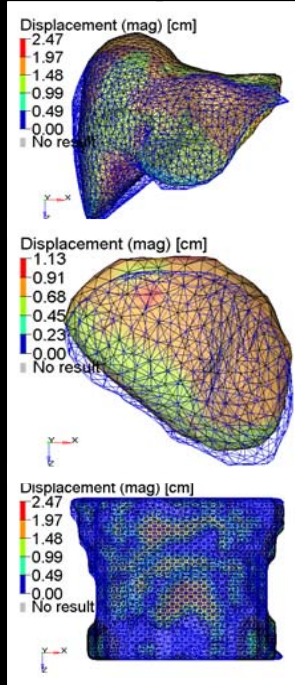 Displacement (mag) [cm]
2.47
1.97
1.48
0.99
0.49
0.00
No result
Y X
Z
Displacement (mag) [cm]
1.13
0.91
0.68
0.45
0.23
0.00
No result
Y X
Z
Displacement (mag) [cm]
2.47
1.97
1.48
0.99
0.49
0.00
No result
Y X
Z